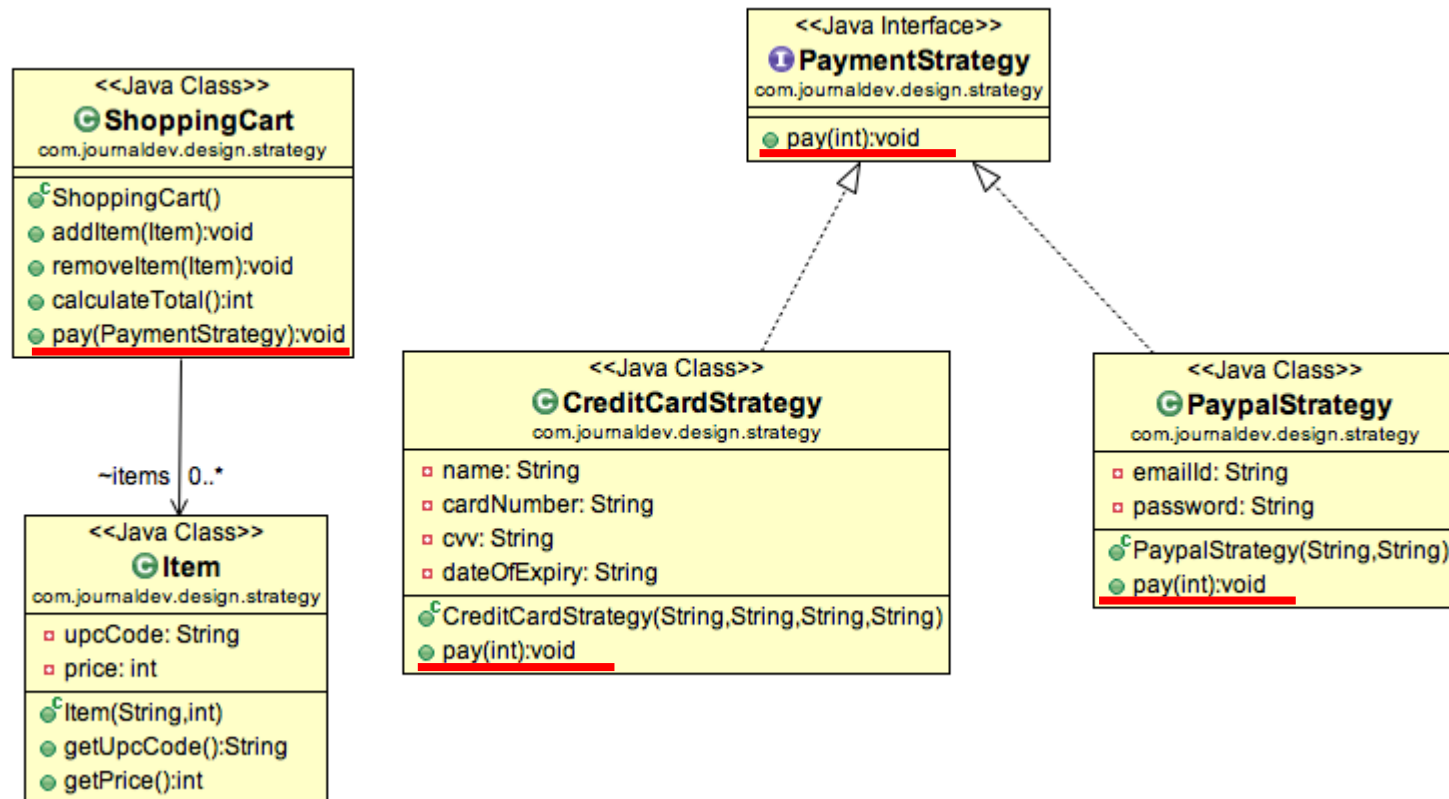 <<Java Class>>
ShoppingCart
com.journaldev.design.strategy
ShoppingCart()
addItem(Item):void
removeItem(Item):void
calculateTotal():int
pay(PaymentStrategy):void
~items 0..*
<<Java Class>>
Item
com.journaldev.design.strategy
upcCode: String
price: int
Item(String,int)
getUpcCode():String
getPrice():int
<<Java Interface>>
PaymentStrategy
com.journaldev.design.strategy
pay(int):void
<<Java Class>>
CreditCardStrategy
com.journaldev.design.strategy
name: String
cardNumber: String
cvv: String
dateOfExpiry: String
CreditCardStrategy(String,String,String,String)
pay(int):void
<<Java Class>>
PaypalStrategy
com.journaldev.design.strategy
emailId: String
password: String
PaypalStrategy(String,String)
pay(int):void